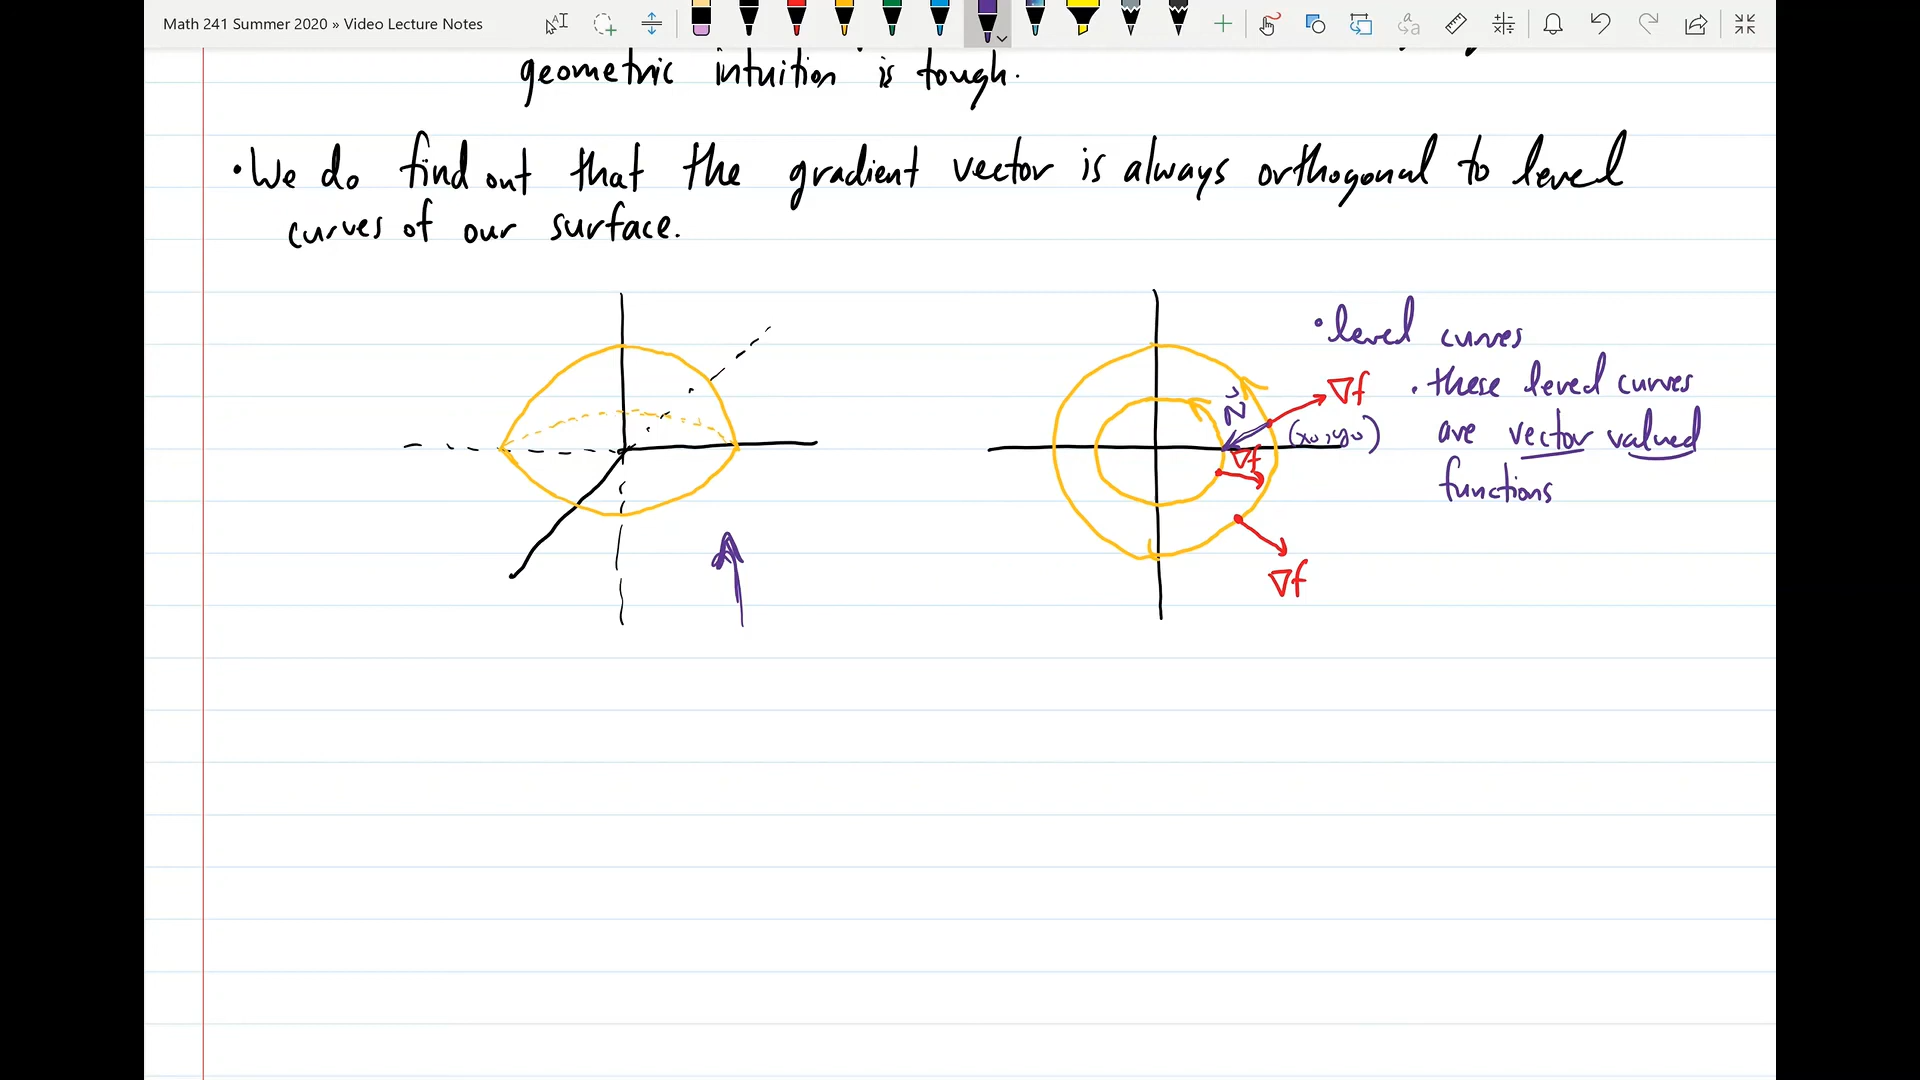 Math 241 Summer 2020 » Video Lecture Notes
geometric intuition is tough.
• We do find out that the gradient vector is always orthogonal to level
curves of our surface.
• level curves
• these level curves
are vector valued
functions
∇f
N⃗
(x₀, y₀)
∇f
∇f